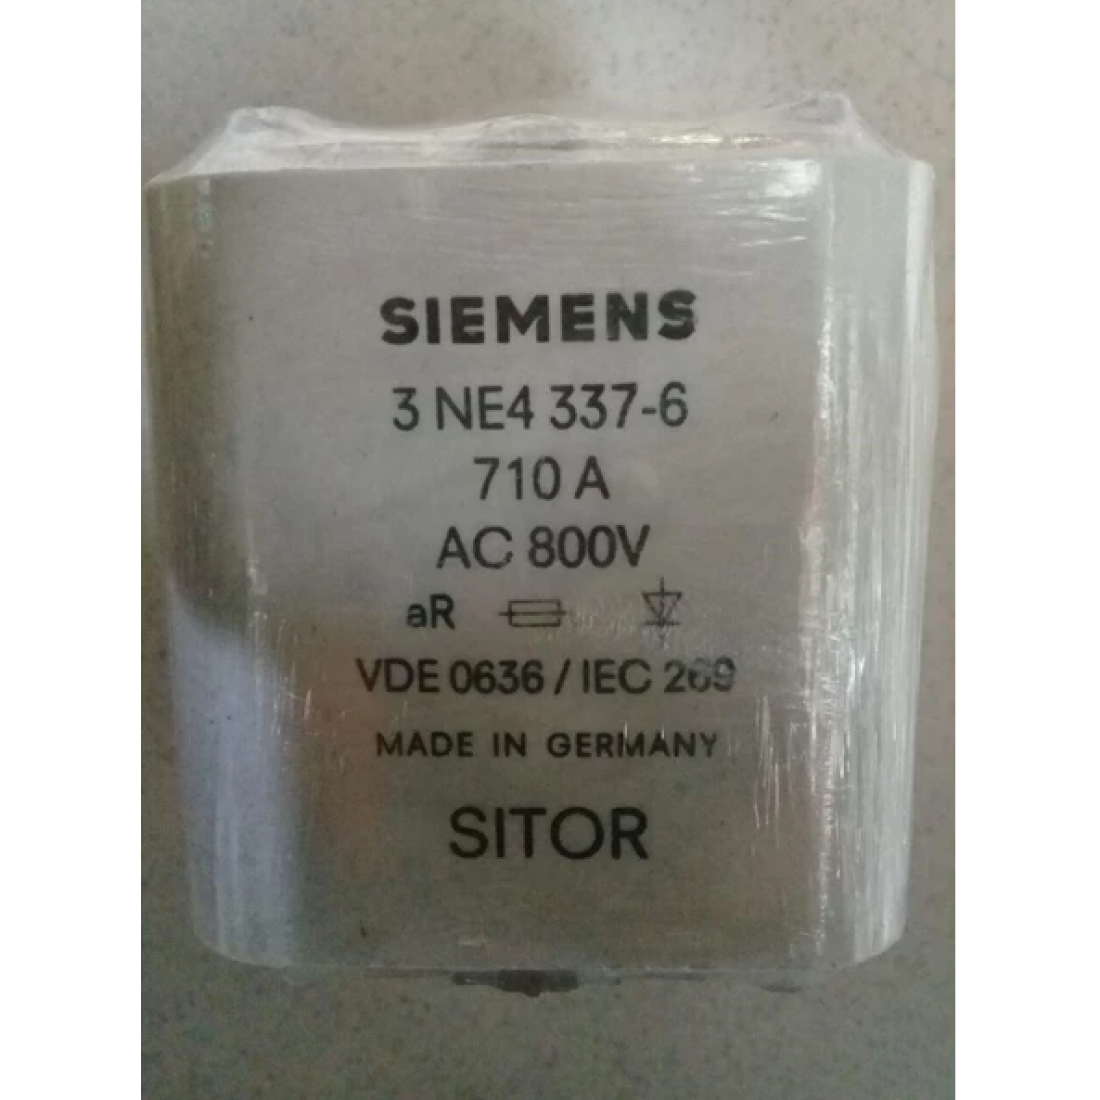 SIEMENS
3 NE4 337-6
710 A
AC 800V
aR
VDE 0636 / IEC 269
MADE IN GERMANY
SITOR